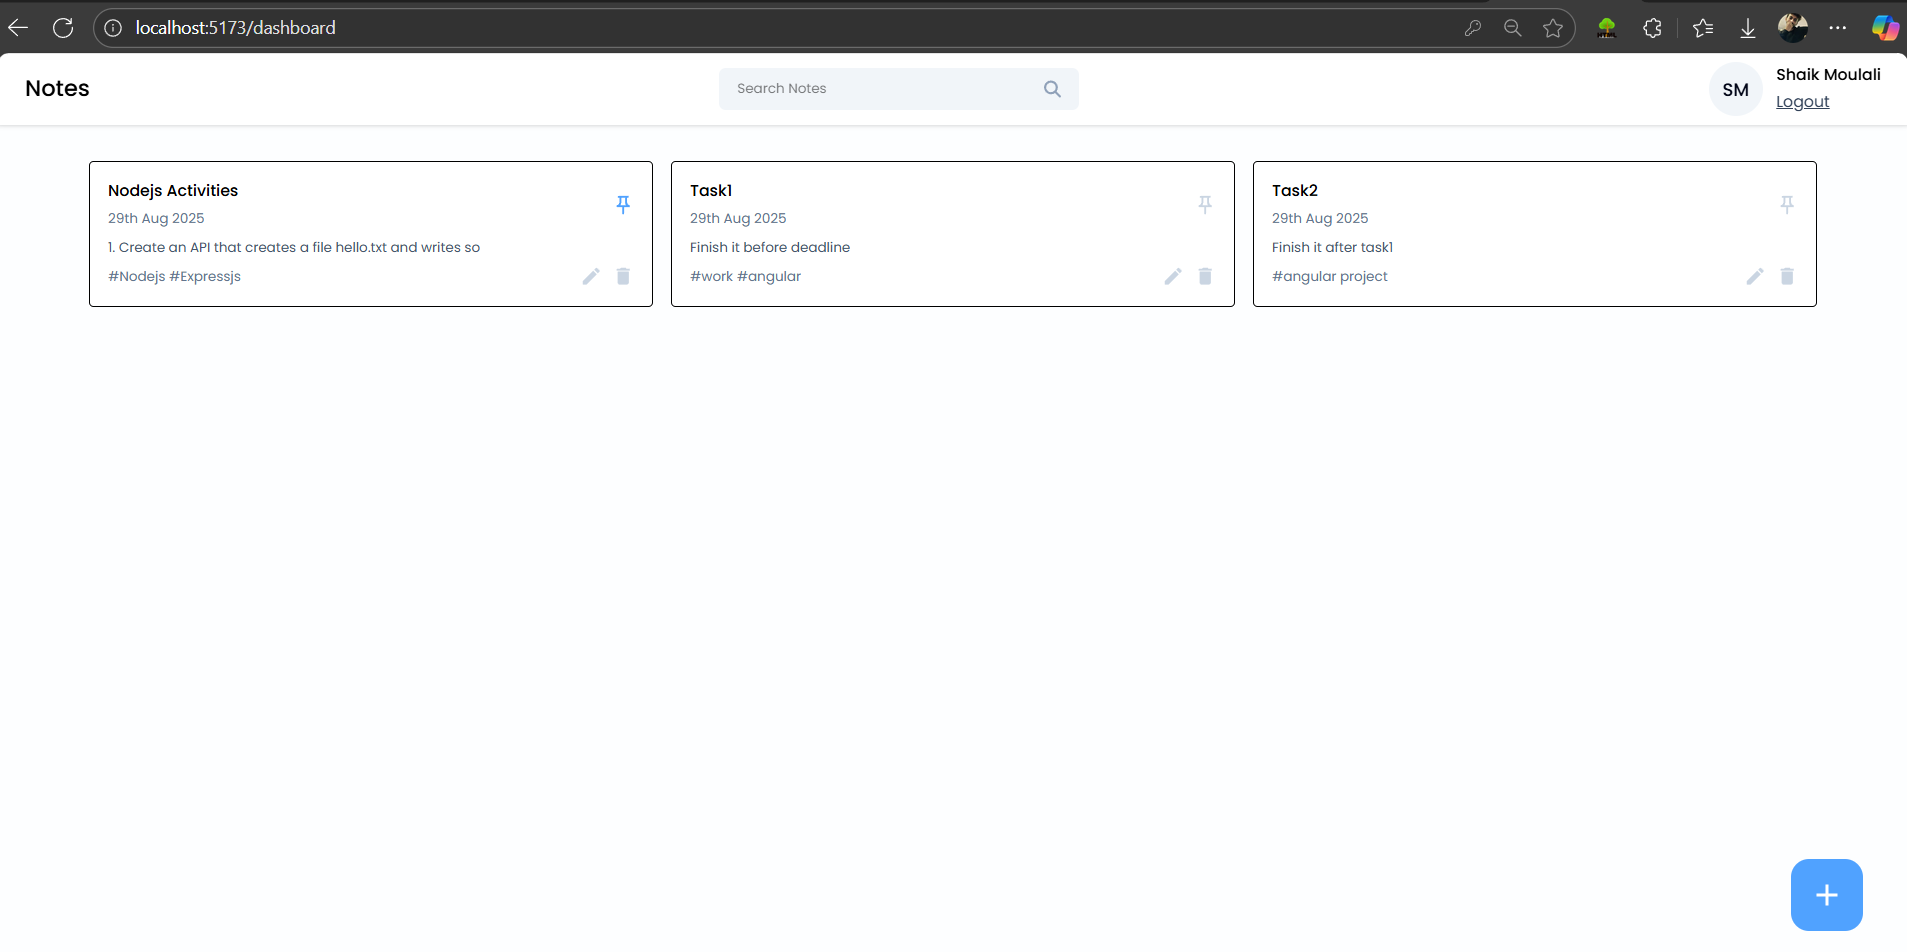 localhost:5173/dashboard
Notes
Search Notes
SM
Shaik Moulali
Logout
Nodejs Activities
29th Aug 2025
1. Create an API that creates a file hello.txt and writes so
#Nodejs #Expressjs
Task1
29th Aug 2025
Finish it before deadline
#work #angular
Task2
29th Aug 2025
Finish it after task1
#angular project